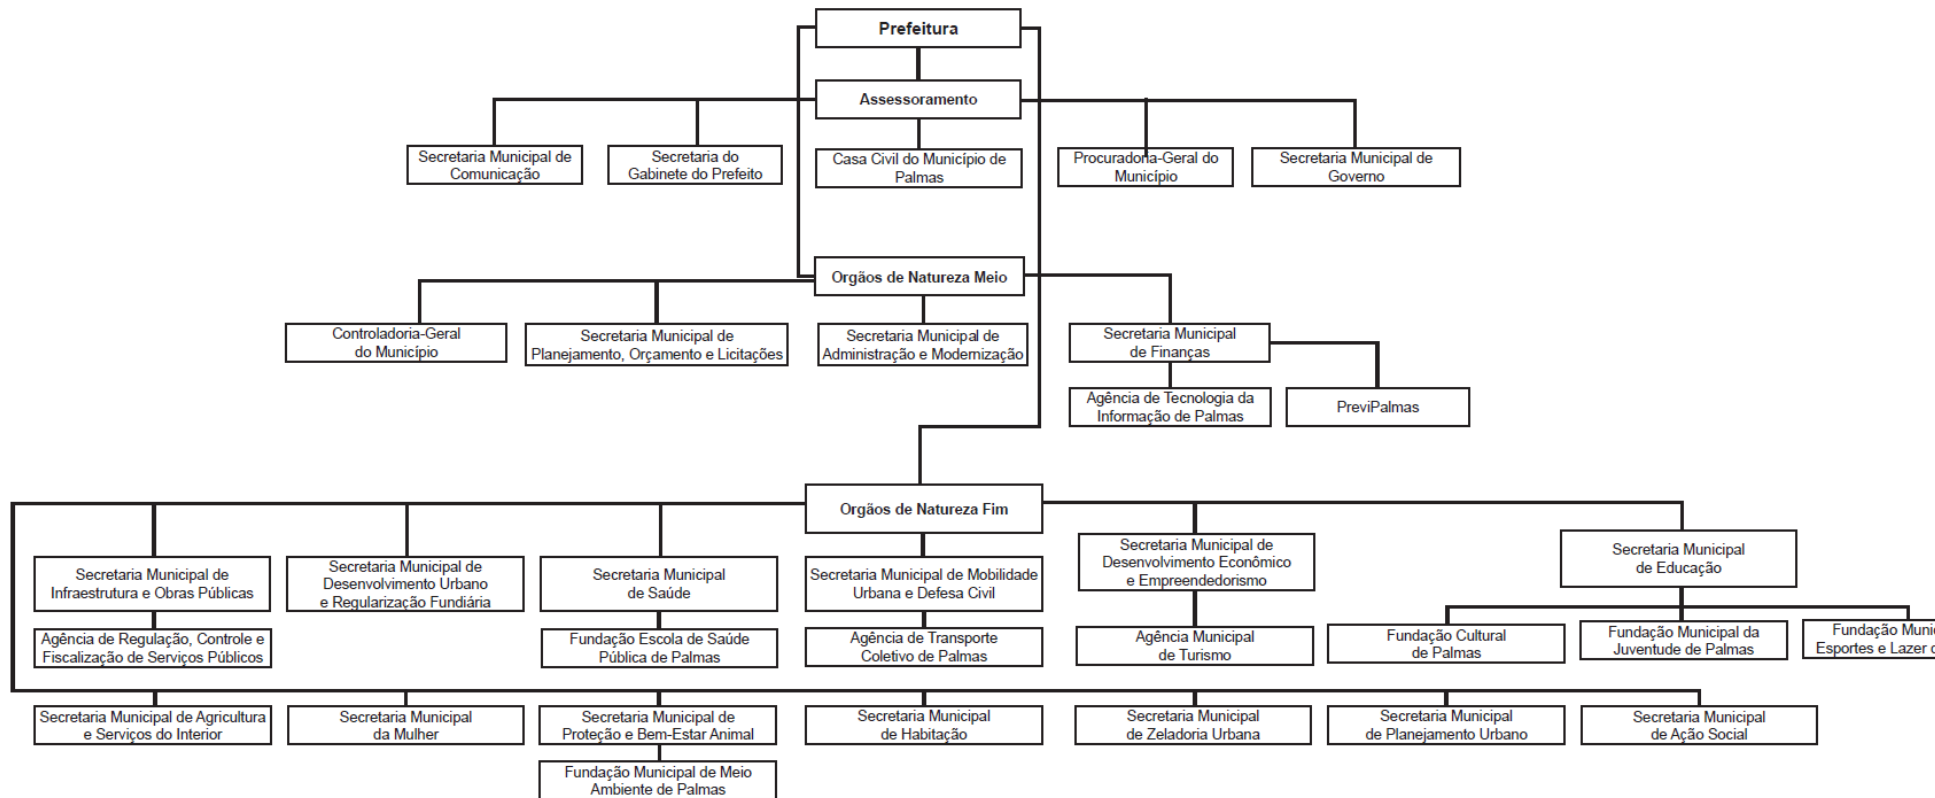 Prefeitura
Assessoramento
Secretaria Municipal de
Comunicação
Secretaria do
Gabinete do Prefeito
Casa Civil do Município de
Palmas
Procuradoria-Geral do
Município
Secretaria Municipal de
Governo
Orgãos de Natureza Meio
Controladoria-Geral
do Município
Secretaria Municipal de
Planejamento, Orçamento e Licitações
Secretaria Municipal de
Administração e Modernização
Secretaria Municipal
de Finanças
Agência de Tecnologia da
Informação de Palmas
PreviPalmas
Orgãos de Natureza Fim
Secretaria Municipal de
Infraestrutura e Obras Públicas
Secretaria Municipal de
Desenvolvimento Urbano
e Regularização Fundiária
Secretaria Municipal
de Saúde
Secretaria Municipal de Mobilidade
Urbana e Defesa Civil
Secretaria Municipal de
Desenvolvimento Econômico
e Empreendedorismo
Secretaria Municipal
de Educação
Agência de Regulação, Controle e
Fiscalização de Serviços Públicos
Fundação Escola de Saúde
Pública de Palmas
Agência de Transporte
Coletivo de Palmas
Agência Municipal
de Turismo
Fundação Cultural
de Palmas
Fundação Municipal da
Juventude de Palmas
Fundação
Esportes e Lazer
Secretaria Municipal de Agricultura
e Serviços do Interior
Secretaria Municipal
da Mulher
Secretaria Municipal de
Proteção e Bem-Estar Animal
Secretaria Municipal
de Habitação
Secretaria Municipal
de Zeladoria Urbana
Secretaria Municipal
de Planejamento Urbano
Secretaria Municipal
de Ação Social
Fundação Municipal de Meio
Ambiente de Palmas